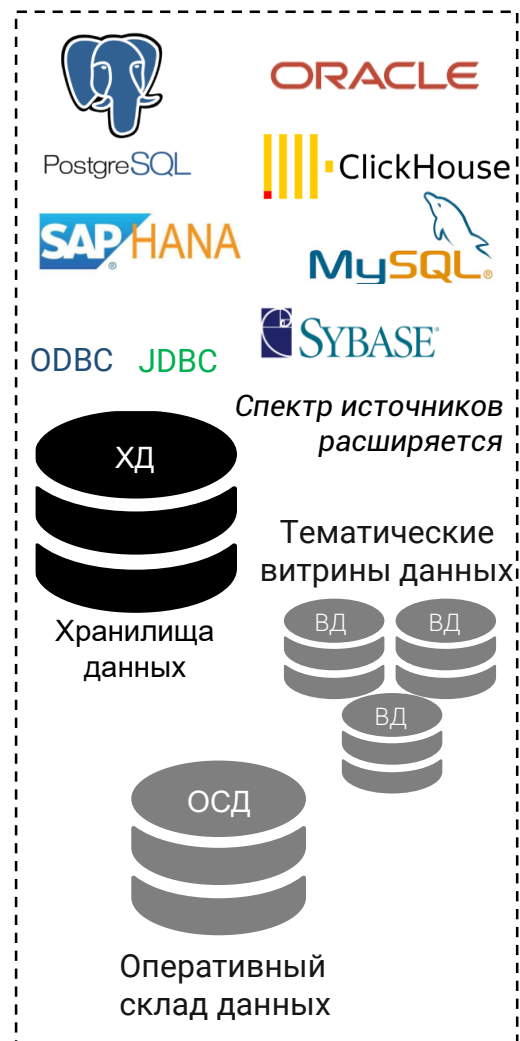 PostgreSQL
ORACLE
ClickHouse
SAP HANA
®
MySQL®
SYBASE®
ODBC JDBC
Спектр источников
расширяется
ХД
Хранилища
данных
Тематические
витрины данных
ВД ВД
ВД
ОСД
Оперативный
склад данных